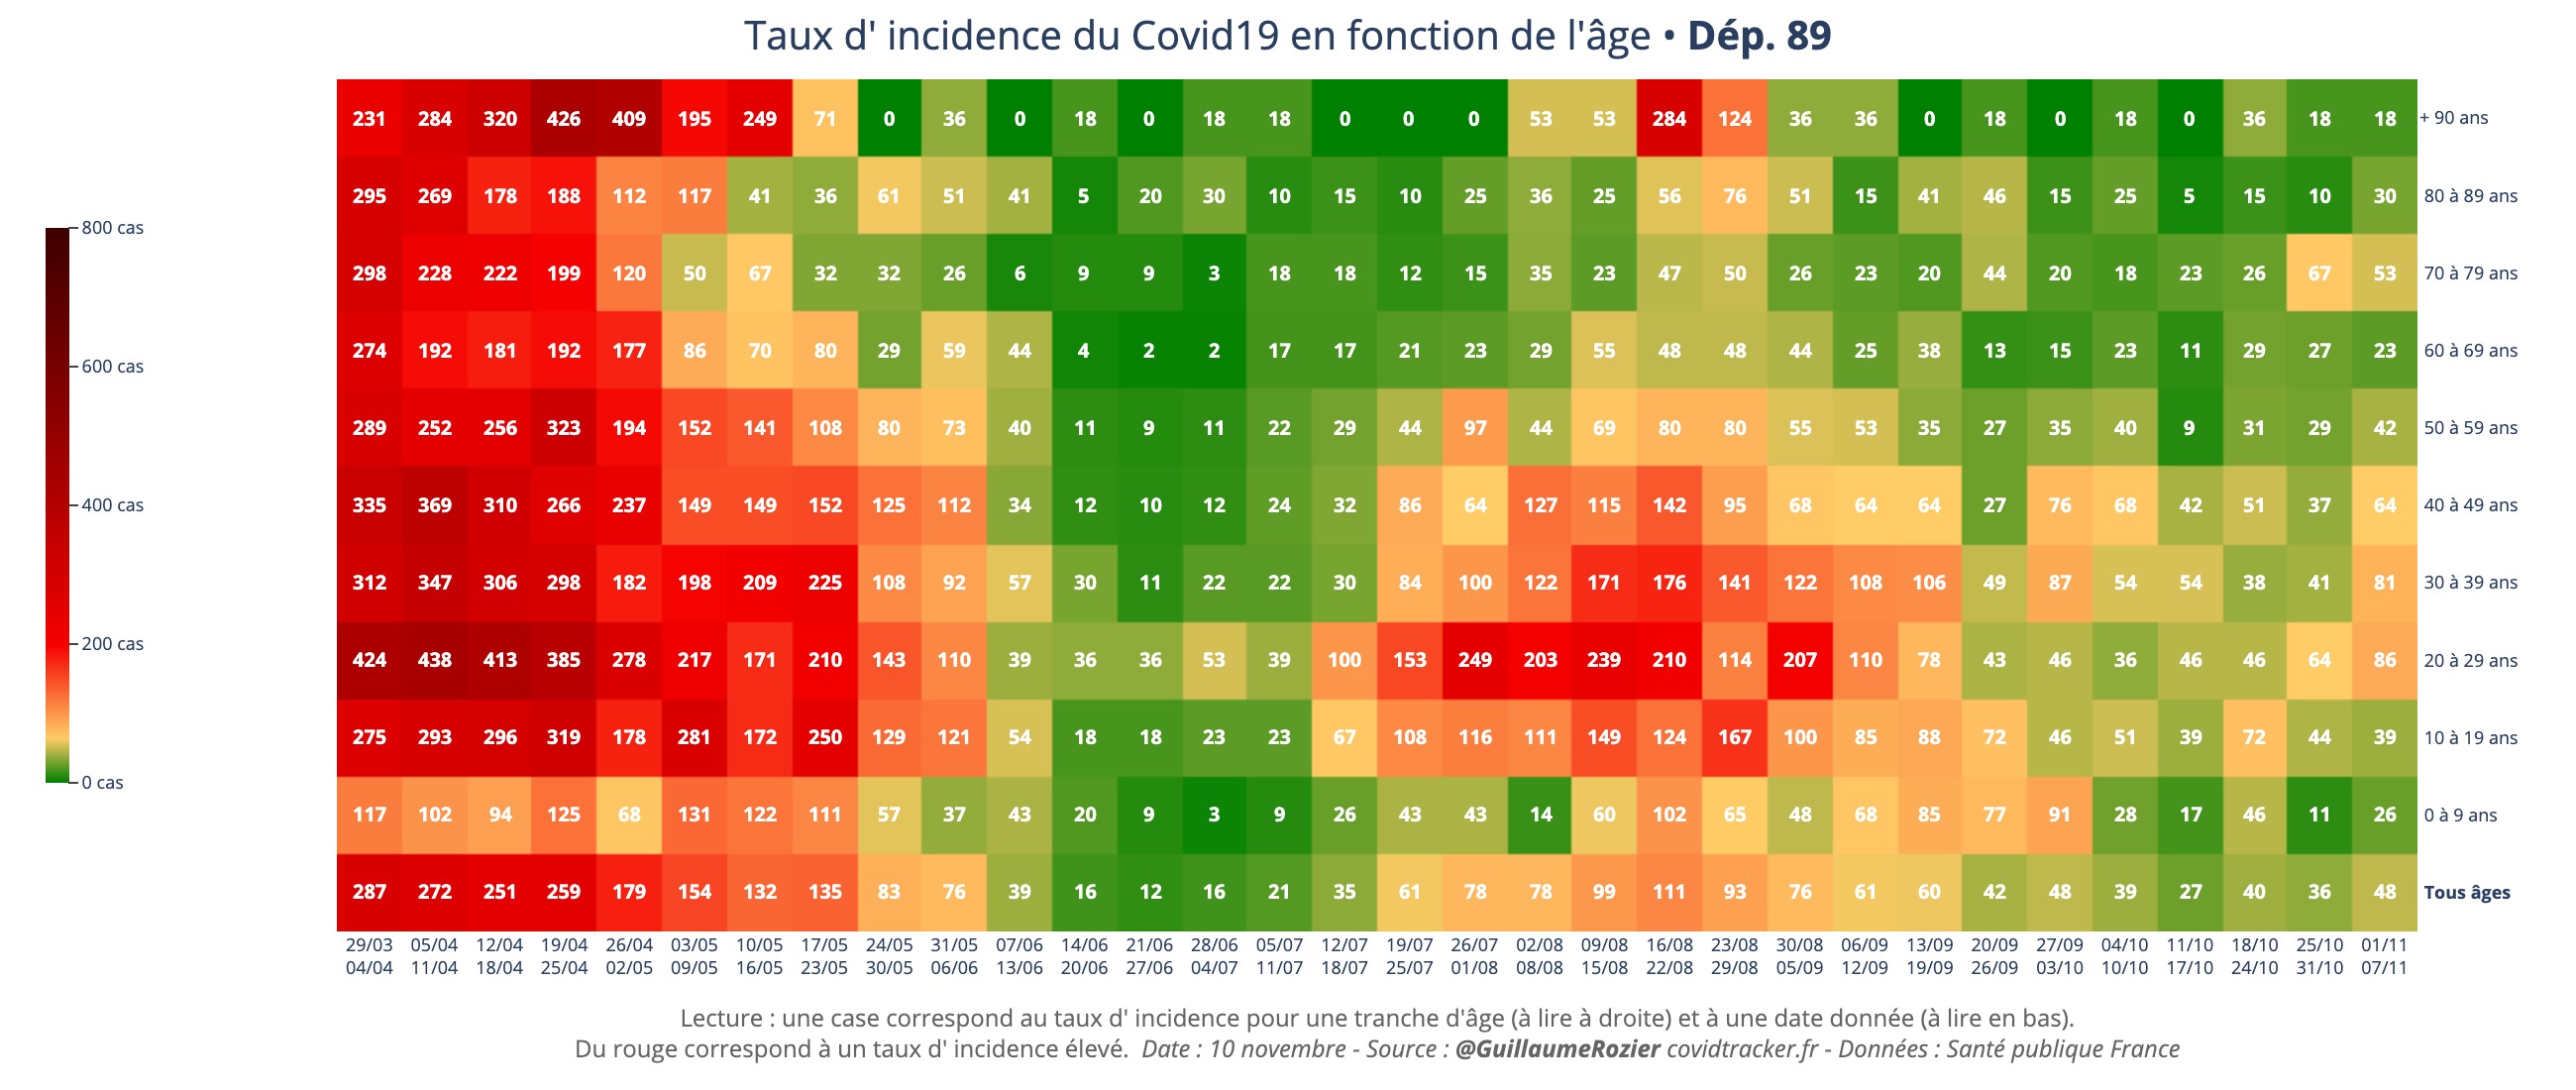 Taux d' incidence du Covid19 en fonction de l'âge • Dép. 89
800 cas
600 cas
400 cas
200 cas
0 cas
231 284 320 426 409 195 249 71 0 36 0 18 0 18 18 0 0 0 53 53 284 124 36 36 0 18 0 18 0 36 18 18 + 90 ans
295 269 178 188 112 117 41 36 61 51 41 5 20 30 10 15 10 25 36 25 56 76 51 15 41 46 15 25 5 15 10 30 80 à 89 ans
298 228 222 199 120 50 67 32 32 26 6 9 9 3 18 18 12 15 35 23 47 50 26 23 20 44 20 18 23 26 67 53 70 à 79 ans
274 192 181 192 177 86 70 80 29 59 44 4 2 2 17 17 21 23 29 55 48 48 44 25 38 13 15 23 11 29 27 23 60 à 69 ans
289 252 256 323 194 152 141 108 80 73 40 11 9 11 22 29 44 97 44 69 80 80 55 53 35 27 35 40 9 31 29 42 50 à 59 ans
335 369 310 266 237 149 149 152 125 112 34 12 10 12 24 32 86 64 127 115 142 95 68 64 64 27 76 68 42 51 37 64 40 à 49 ans
312 347 306 298 182 198 209 225 108 92 57 30 11 22 22 30 84 100 122 171 176 141 122 108 106 49 87 54 54 38 41 81 30 à 39 ans
424 438 413 385 278 217 171 210 143 110 39 36 36 53 39 100 153 249 203 239 210 114 207 110 78 43 46 36 46 46 64 86 20 à 29 ans
275 293 296 319 178 281 172 250 129 121 54 18 18 23 23 67 108 116 111 149 124 167 100 85 88 72 46 51 39 72 44 39 10 à 19 ans
117 102 94 125 68 131 122 111 57 37 43 20 9 3 9 26 43 43 14 60 102 65 48 68 85 77 91 28 17 46 11 26 0 à 9 ans
287 272 251 259 179 154 132 135 83 76 39 16 12 16 21 35 61 78 78 99 111 93 76 61 60 42 48 39 27 40 36 48 Tous âges
29/03 05/04 12/04 19/04 26/04 03/05 10/05 17/05 24/05 31/05 07/06 14/06 21/06 28/06 05/07 12/07 19/07 26/07 02/08 09/08 16/08 23/08 30/08 06/09 13/09 20/09 27/09 04/10 11/10 18/10 25/10 01/11
04/04 11/04 18/04 25/04 02/05 09/05 16/05 23/05 30/05 06/06 13/06 20/06 27/06 04/07 11/07 18/07 25/07 01/08 08/08 15/08 22/08 29/08 05/09 12/09 19/09 26/09 03/10 10/10 17/10 24/10 31/10 07/11
Lecture : une case correspond au taux d' incidence pour une tranche d'âge (à lire à droite) et à une date donnée (à lire en bas).
Du rouge correspond à un taux d' incidence élevé. Date : 10 novembre - Source : @GuillaumeRozier covidtracker.fr - Données : Santé publique France